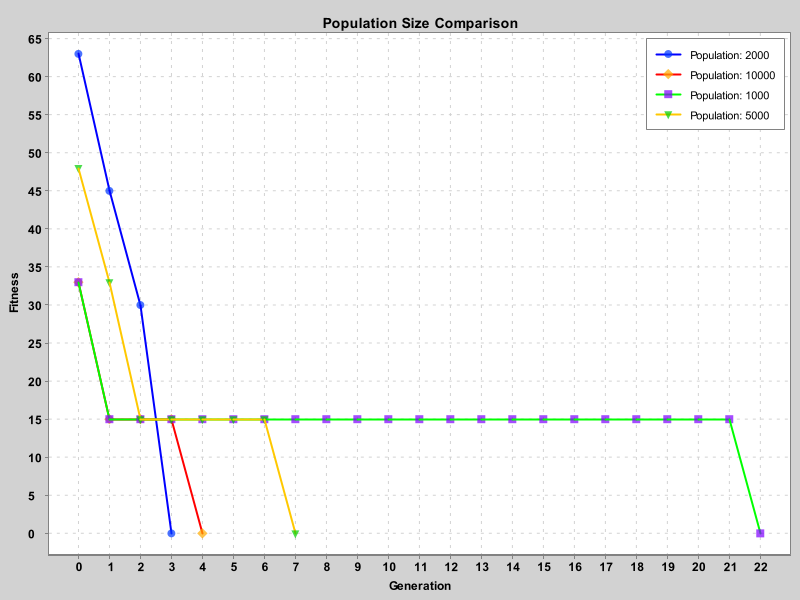 Population Size Comparison
Population: 2000
Population: 10000
Population: 1000
Population: 5000
65
60
55
50
45
40
35
30
25
20
15
10
5
0
Fitness
0 1 2 3 4 5 6 7 8 9 10 11 12 13 14 15 16 17 18 19 20 21 22
Generation